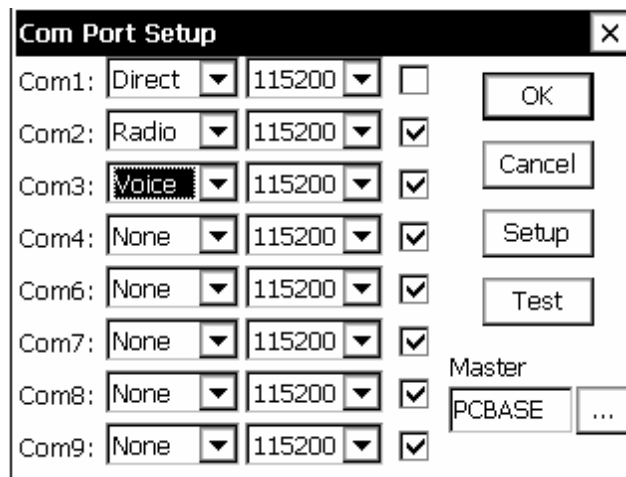 Com Port Setup
Com1: Direct 115200
OK
Com2: Radio 115200
Com3: Voice 115200
Cancel
Com4: None 115200
Setup
Com6: None 115200
Test
Com7: None 115200
Master
Com8: None 115200
PCBASE ...
Com9: None 115200